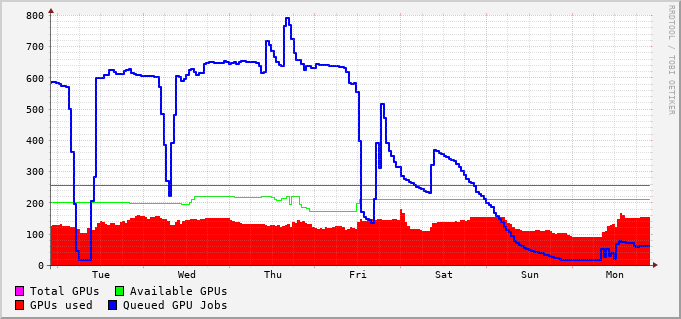 800
700
600
500
400
300
200
100
0
Tue Wed Thu Fri Sat Sun Mon
Total GPUs Available GPUs
GPUs used Queued GPU Jobs
RRDTOOL / TOBI OETIKER